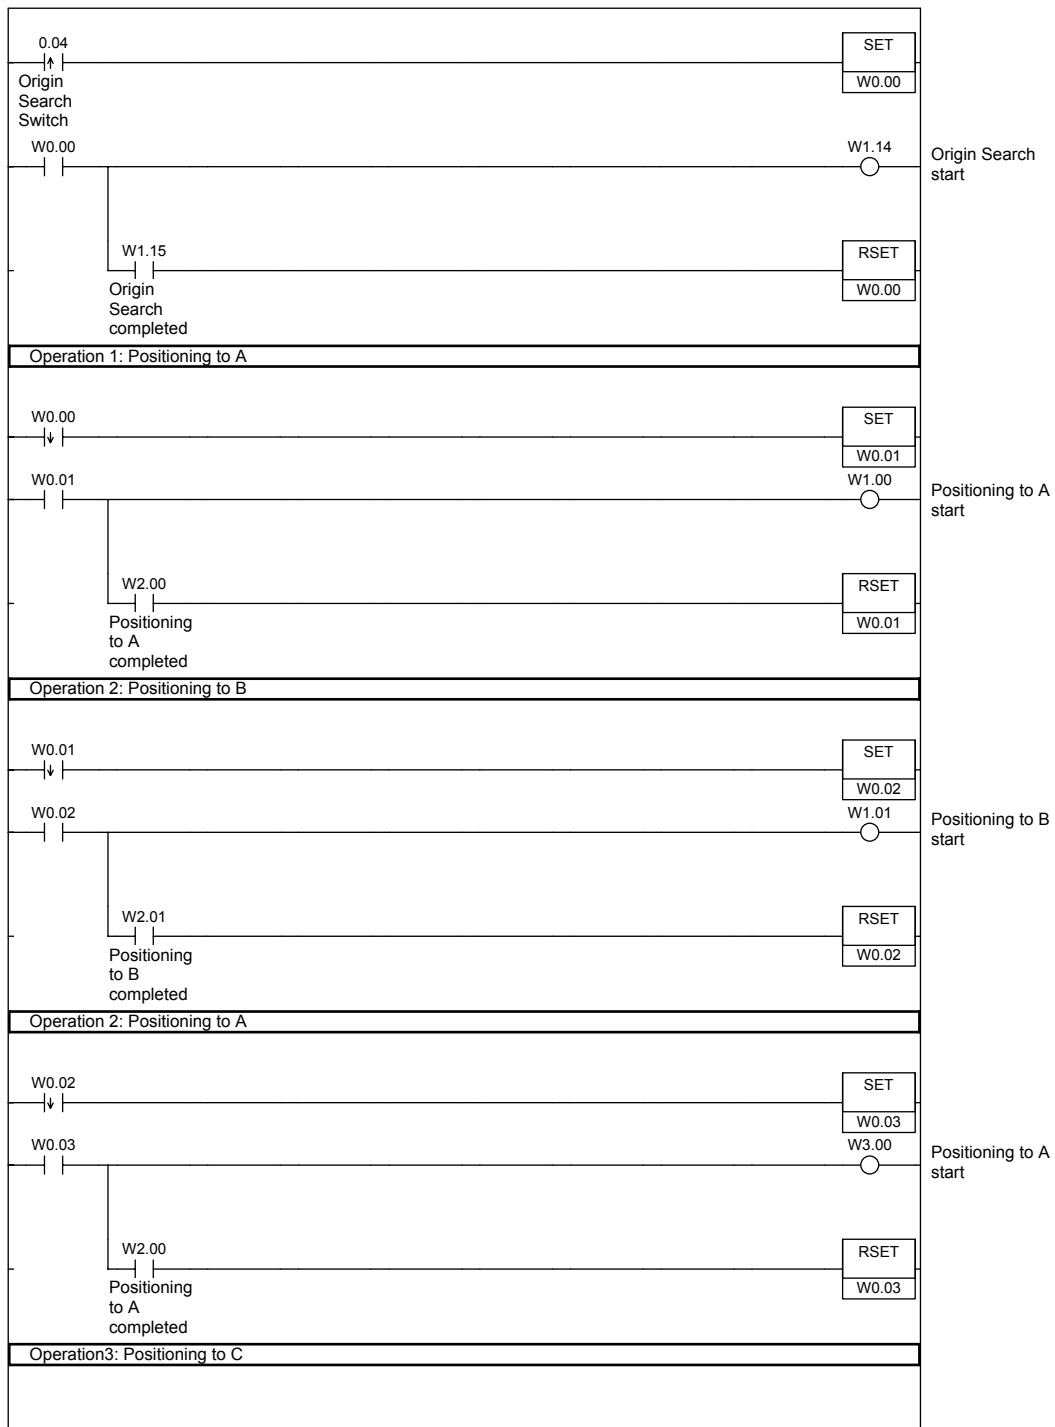 0.04
SET
W0.00
Origin
Search
Switch
W0.00
W1.14
Origin Search
start
W1.15
RSET
W0.00
Origin
Search
completed
Operation 1: Positioning to A
W0.00
SET
W0.01
W0.01
W1.00
Positioning to A
start
W2.00
RSET
W0.01
Positioning
to A
completed
Operation 2: Positioning to B
W0.01
SET
W0.02
W0.02
W1.01
Positioning to B
start
W2.01
RSET
W0.02
Positioning
to B
completed
Operation 2: Positioning to A
W0.02
SET
W0.03
W0.03
W3.00
Positioning to A
start
W2.00
RSET
W0.03
Positioning
to A
completed
Operation3: Positioning to C